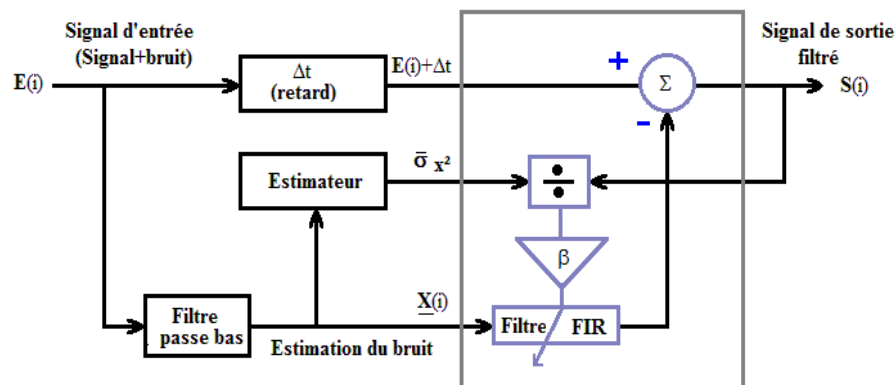 Signal d'entrée
(Signal+bruit)
E(i)
Δt
(retard)
E(i)+Δt
+
Σ
-
Signal de sortie
filtré
S(i)
Estimateur
σ̄ x²
÷
β
Filtre
passe bas
X(i)
Estimation du bruit
Filtre FIR